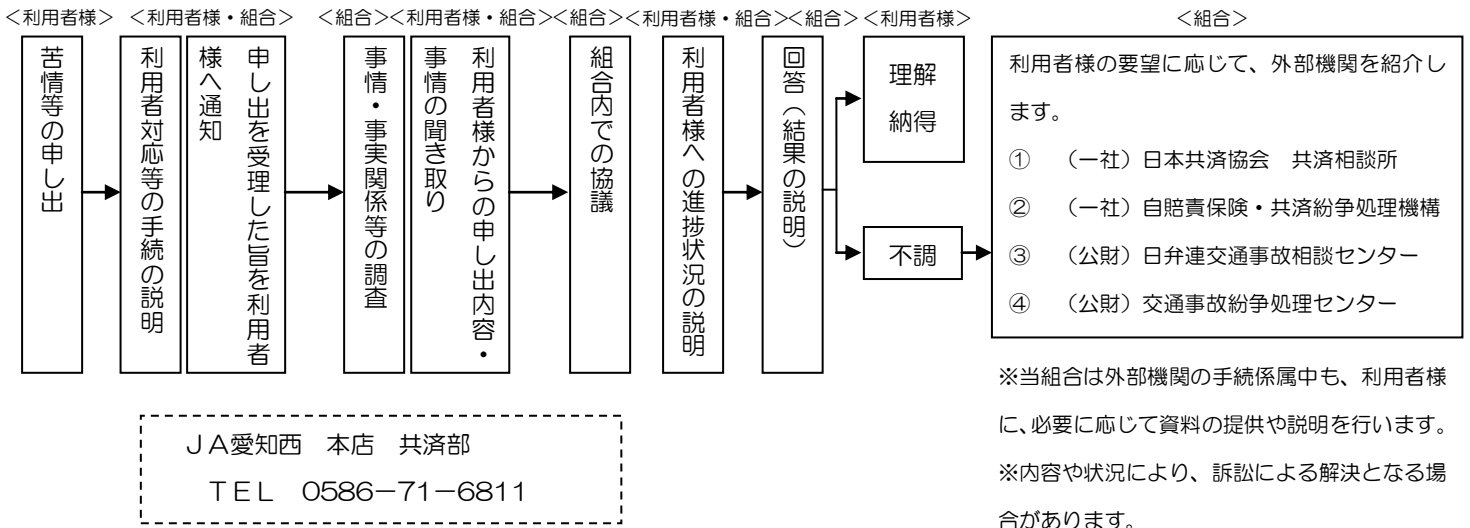 <利用者様>
<利用者様・組合>
<組合>
<利用者様・組合>
<組合>
<利用者様・組合>
<組合>
<利用者様>
<組合>
苦情等の申し出
利用者対応等の手続の説明
申し出を受理した旨を利用者
様へ通知
事情・事実関係等の調査
利用者様からの申し出内容・
事情の聞き取り
組合内での協議
利用者様への進捗状況の説明
回答(結果の説明)
理解
納得
不調
利用者様の要望に応じて、外部機関を紹介し
ます。
① (一社)日本共済協会 共済相談所
② (一社)自賠責保険・共済紛争処理機構
③ (公財)日弁連交通事故相談センター
④ (公財)交通事故紛争処理センター
※当組合は外部機関の手続係属中も、利用者様
に、必要に応じて資料の提供や説明を行います。
※内容や状況により、訴訟による解決となる場
合があります。
JA愛知西 本店 共済部
TEL 0586-71-6811